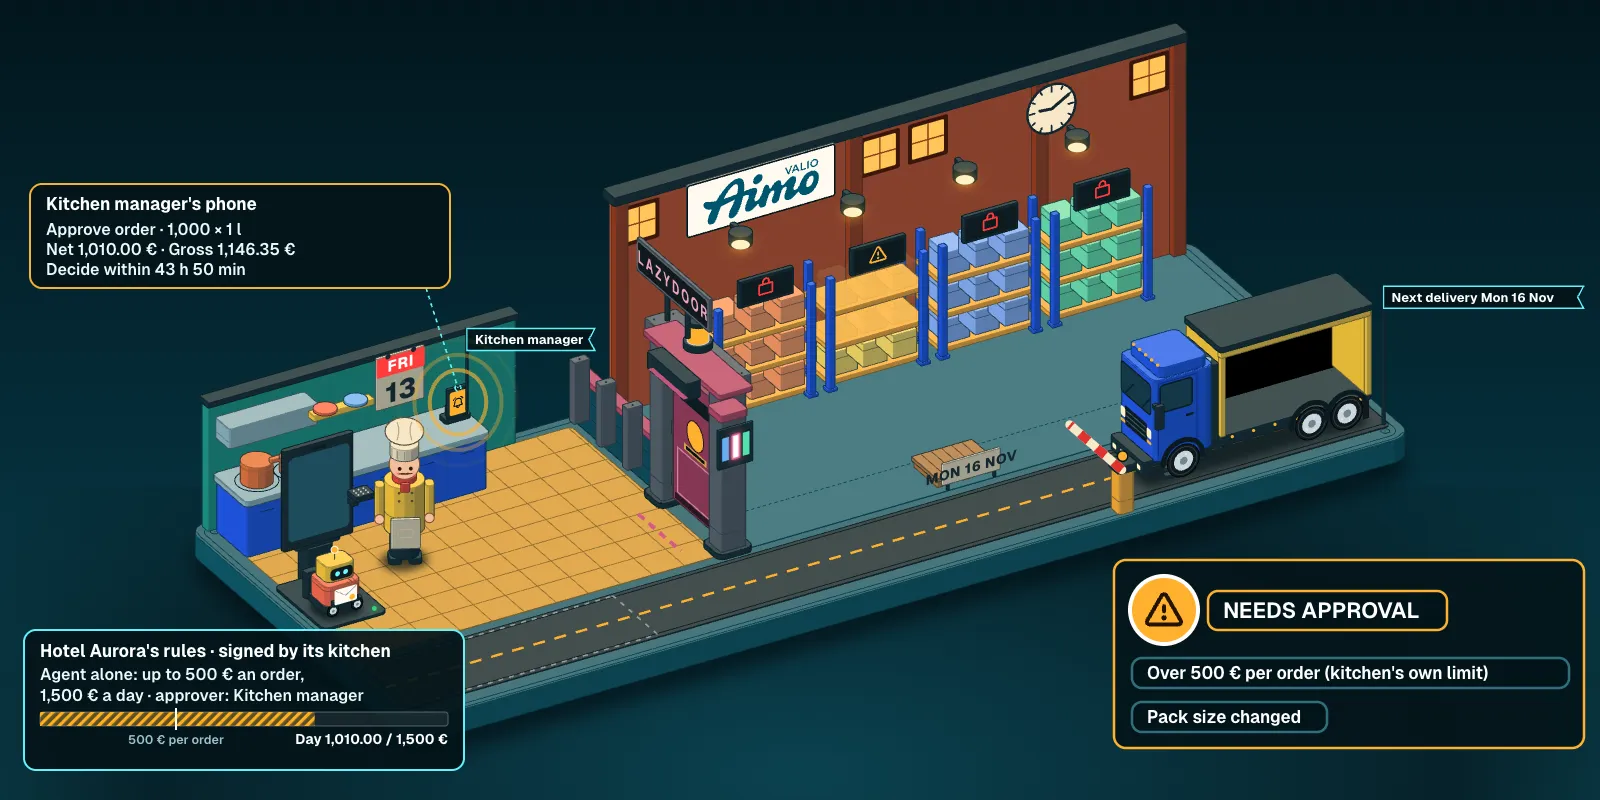 VALIO
Aimo
LAZYDOOR
Kitchen manager's phone
Approve order · 1,000 × 1 l
Net 1,010.00 € · Gross 1,146.35 €
Decide within 43 h 50 min
Kitchen manager
Next delivery Mon 16 Nov
FRI
13
MON 16 NOV
Hotel Aurora's rules · signed by its kitchen
Agent alone: up to 500 € an order,
1,500 € a day · approver: Kitchen manager
500 € per order
Day 1,010.00 / 1,500 €
NEEDS APPROVAL
Over 500 € per order (kitchen's own limit)
Pack size changed